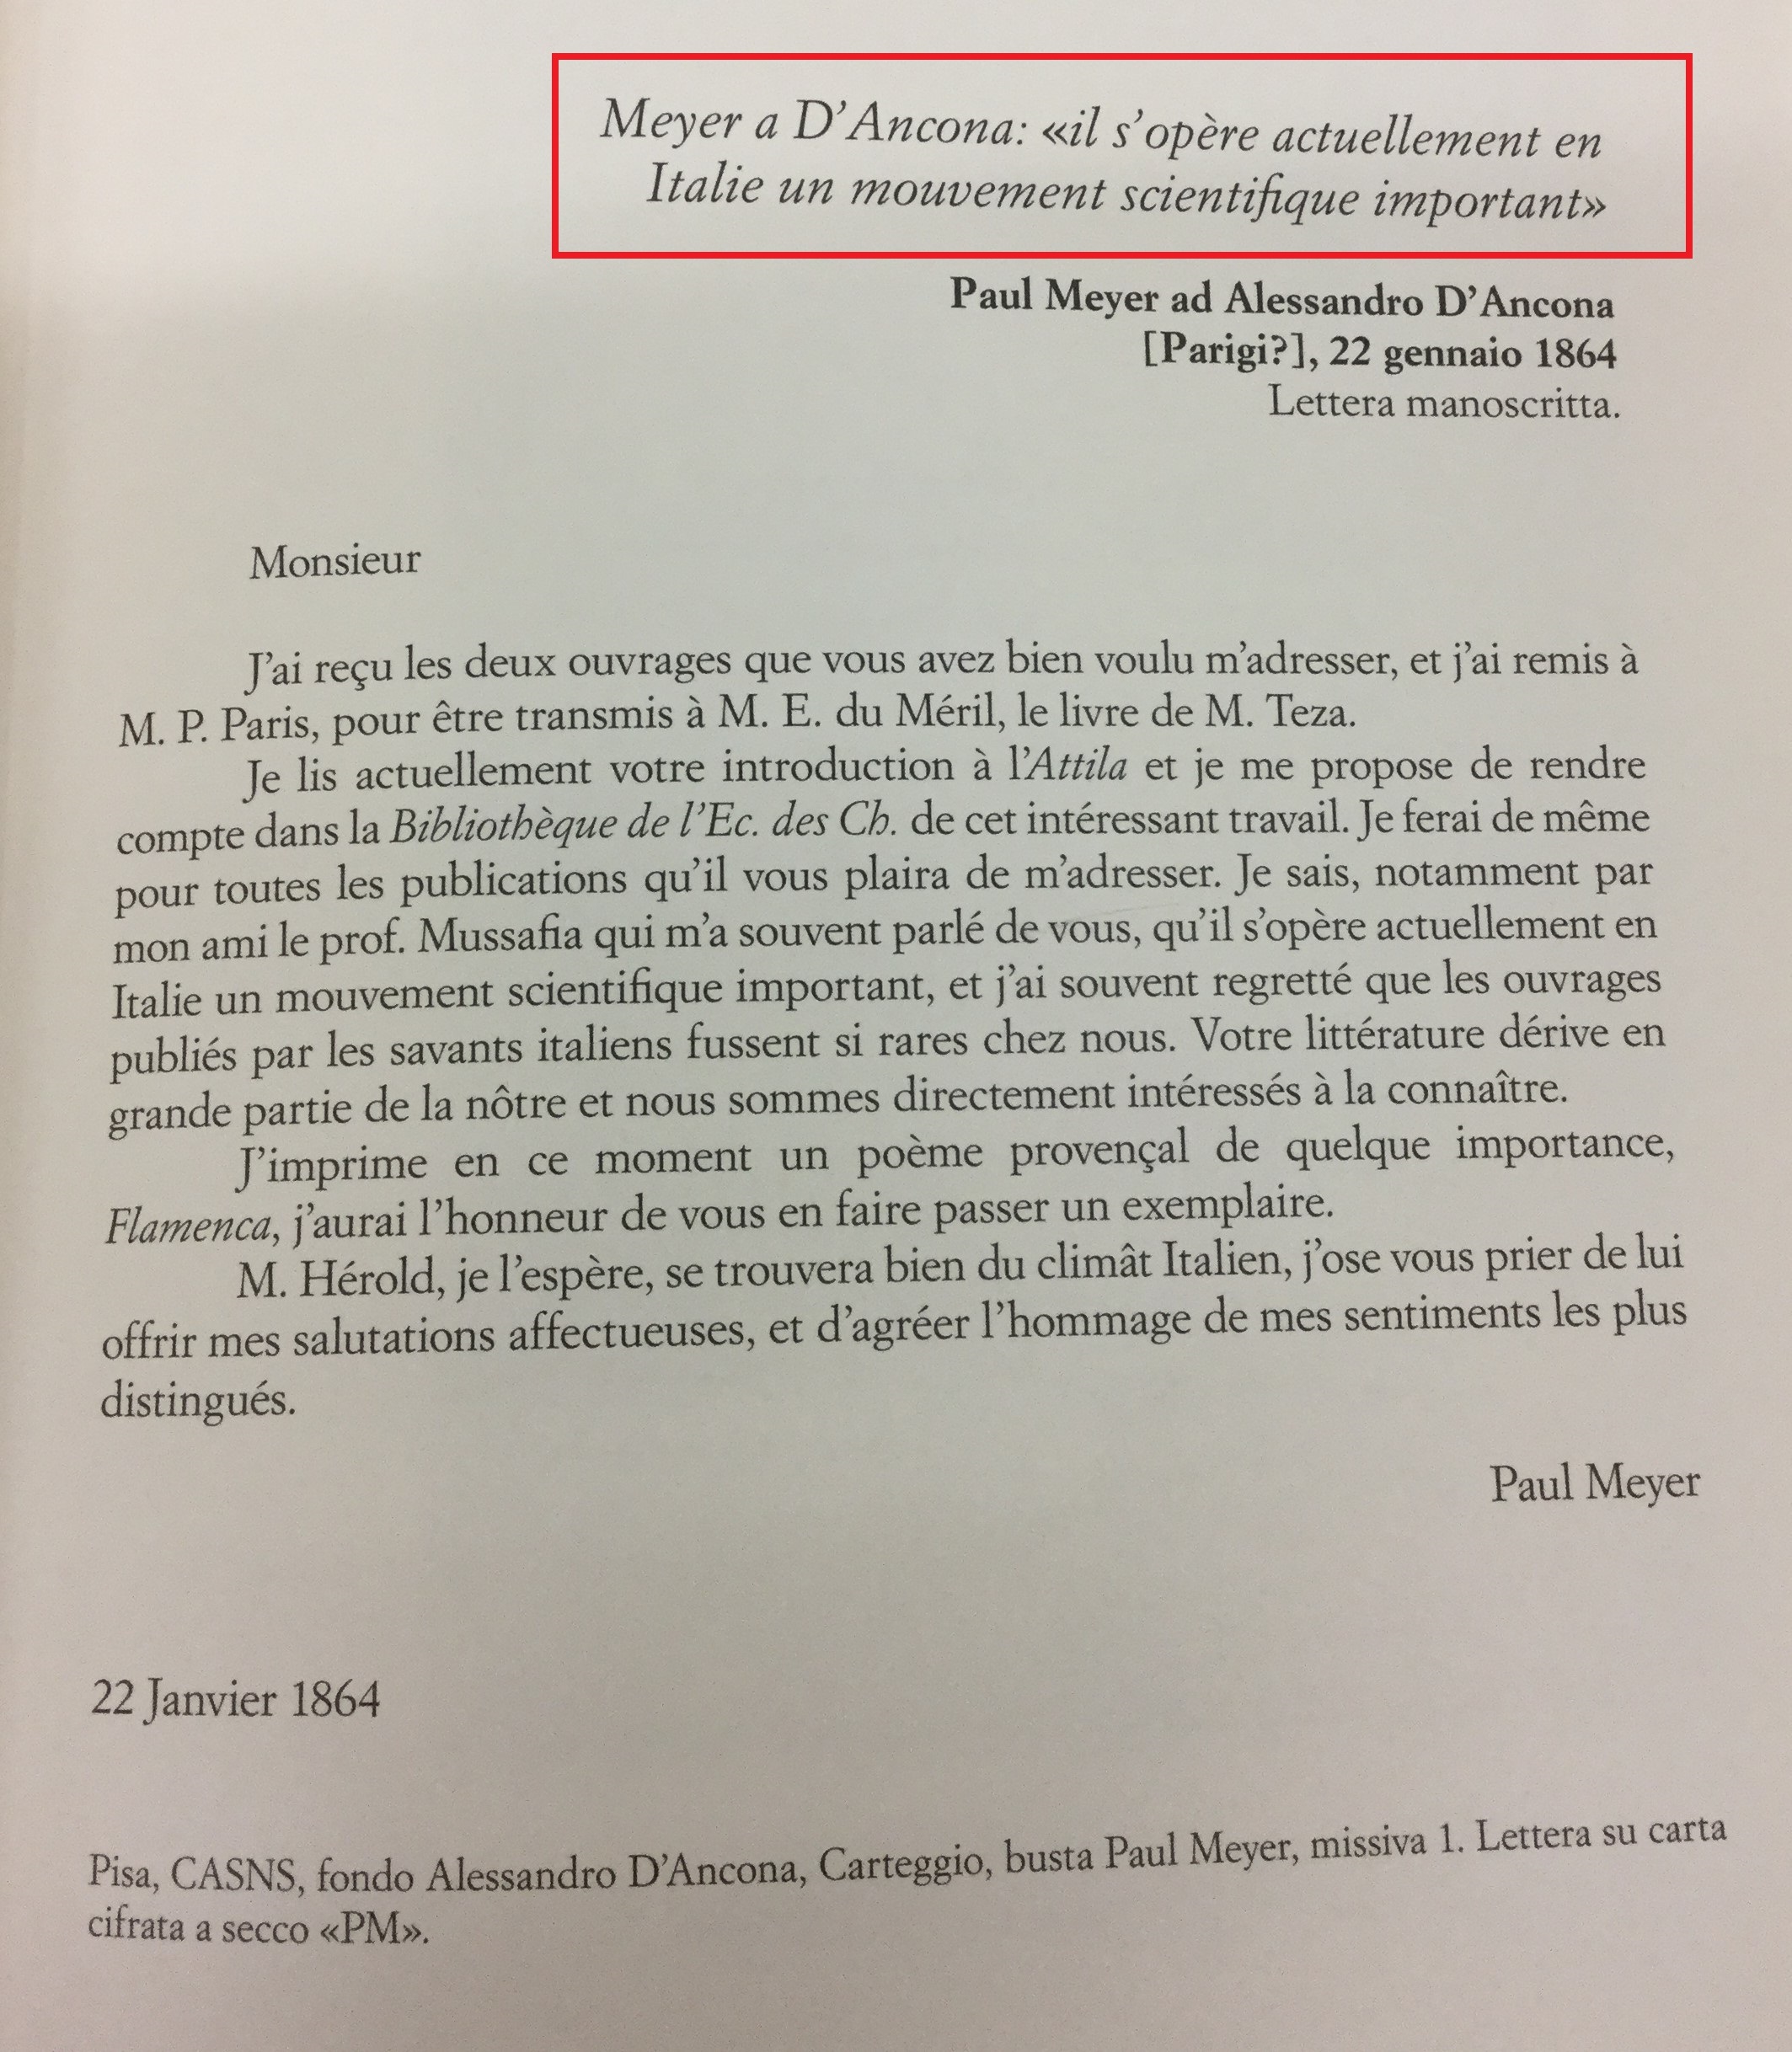 Meyer a D'Ancona: «il s'opère actuellement en
Italie un mouvement scientifique important»
Paul Meyer ad Alessandro D'Ancona
[Parigi?], 22 gennaio 1864
Lettera manoscritta.
Monsieur
J'ai reçu les deux ouvrages que vous avez bien voulu m'adresser, et j'ai remis à
M. P. Paris, pour être transmis à M. E. du Méril, le livre de M. Teza.
Je lis actuellement votre introduction à l'Attila et je me propose de rendre
compte dans la Bibliothèque de l'Ec. des Ch. de cet intéressant travail. Je ferai de même
pour toutes les publications qu'il vous plaira de m'adresser. Je sais, notamment par
mon ami le prof. Mussafia qui m'a souvent parlé de vous, qu'il s'opère actuellement en
Italie un mouvement scientifique important, et j'ai souvent regretté que les ouvrages
publiés par les savants italiens fussent si rares chez nous. Votre littérature dérive en
grande partie de la nôtre et nous sommes directement intéressés à la connaître.
J'imprime en ce moment un poème provençal de quelque importance,
Flamenca, j'aurai l'honneur de vous en faire passer un exemplaire.
M. Hérold, je l'espère, se trouvera bien du climât Italien, j'ose vous prier de lui
offrir mes salutations affectueuses, et d'agréer l'hommage de mes sentiments les plus
distingués.
Paul Meyer
22 Janvier 1864
Pisa, CASNS, fondo Alessandro D'Ancona, Carteggio, busta Paul Meyer, missiva 1. Lettera su carta
cifrata a secco «PM».